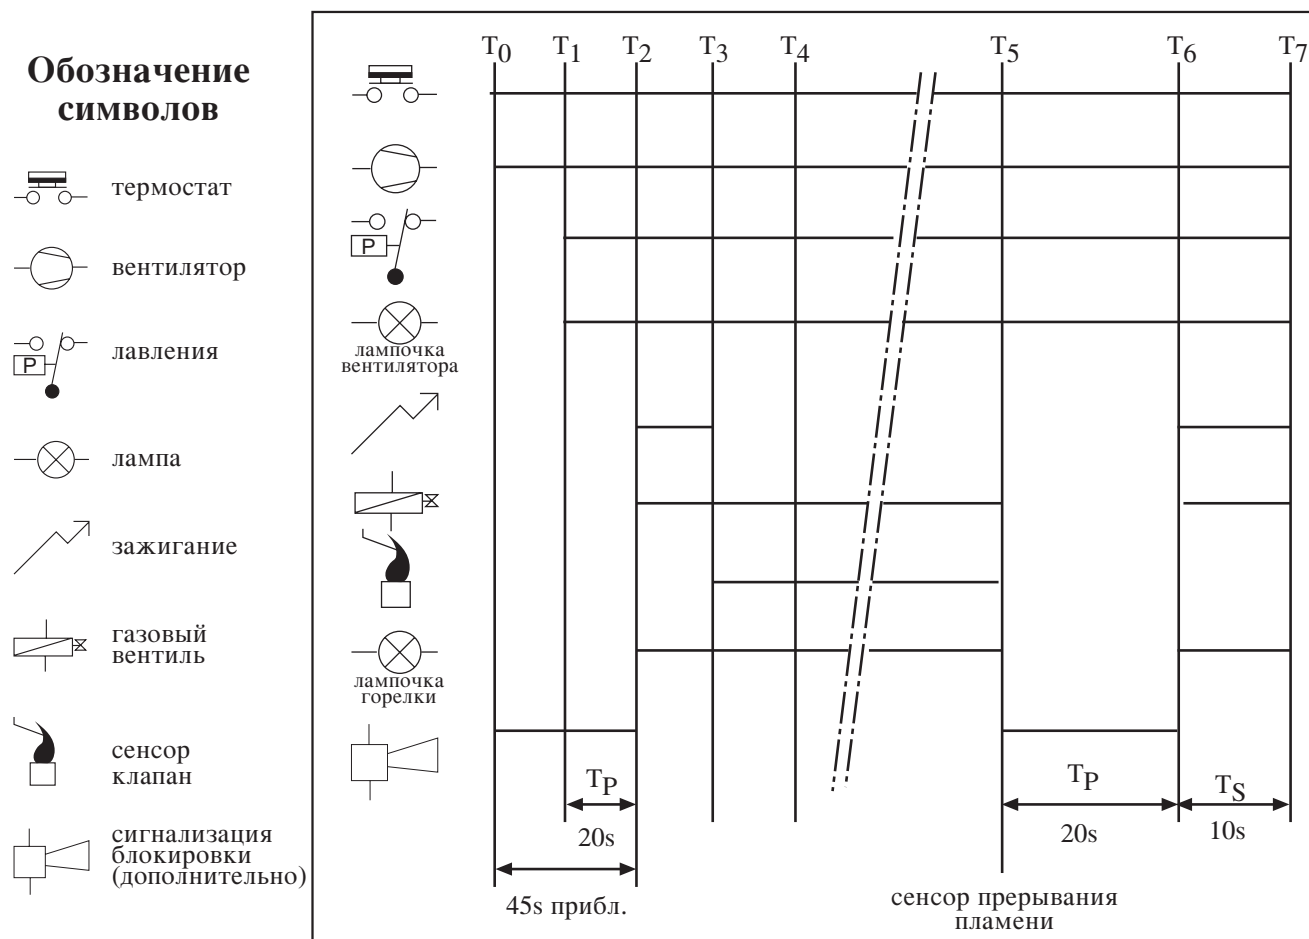 Обозначение
символов
термостат
вентилятор
P
лавления
лампа
зажигание
газовый
вентиль
сенсор
клапан
сигнализация
блокировки
(дополнительно)
T0 T1 T2 T3 T4 T5 T6 T7
P
лампочка
вентилятора
лампочка
горелки
TP TP TS
20s 20s 10s
45s прибл.
сенсор прерывания
пламени